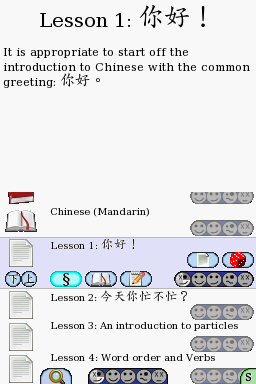 Lesson 1: 你好！
It is appropriate to start off the
introduction to Chinese with the common
greeting: 你好。
Chinese (Mandarin)
Lesson 1: 你好！
下 上
§
Lesson 2: 今天你忙不忙？
Lesson 3: An introduction to particles
Lesson 4: Word order and Verbs
S